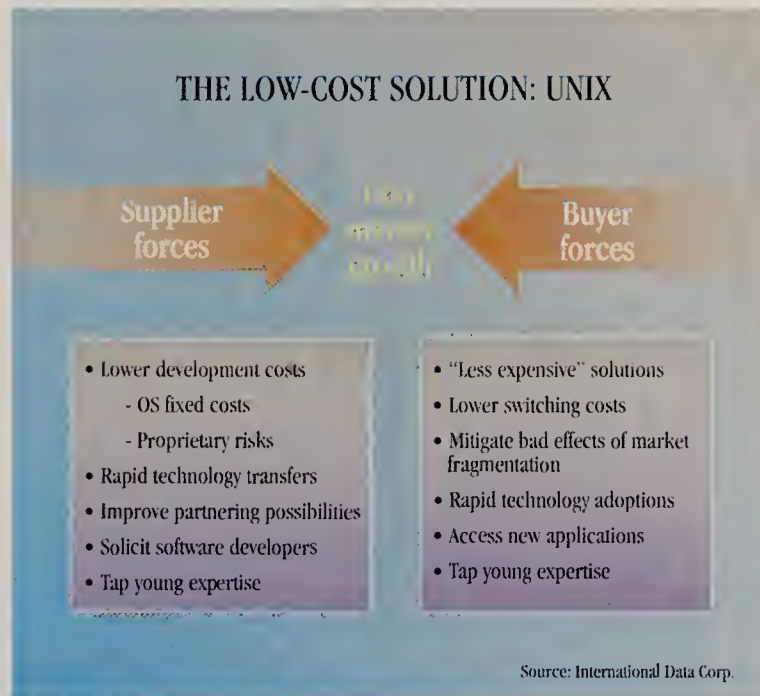 THE LOW-COST SOLUTION: UNIX
Supplier
forces
growth
Buyer
forces
• Lower development costs
- OS fixed costs
- Proprietary risks
• Rapid technology transfers
• Improve partnering possibilities
• Solicit software developers
• Tap young expertise
• "Less expensive" solutions
• Lower switching costs
• Mitigate bad effects of market
fragmentation
• Rapid technology adoptions
• Access new applications
• Tap young expertise
Source: International Data Corp.